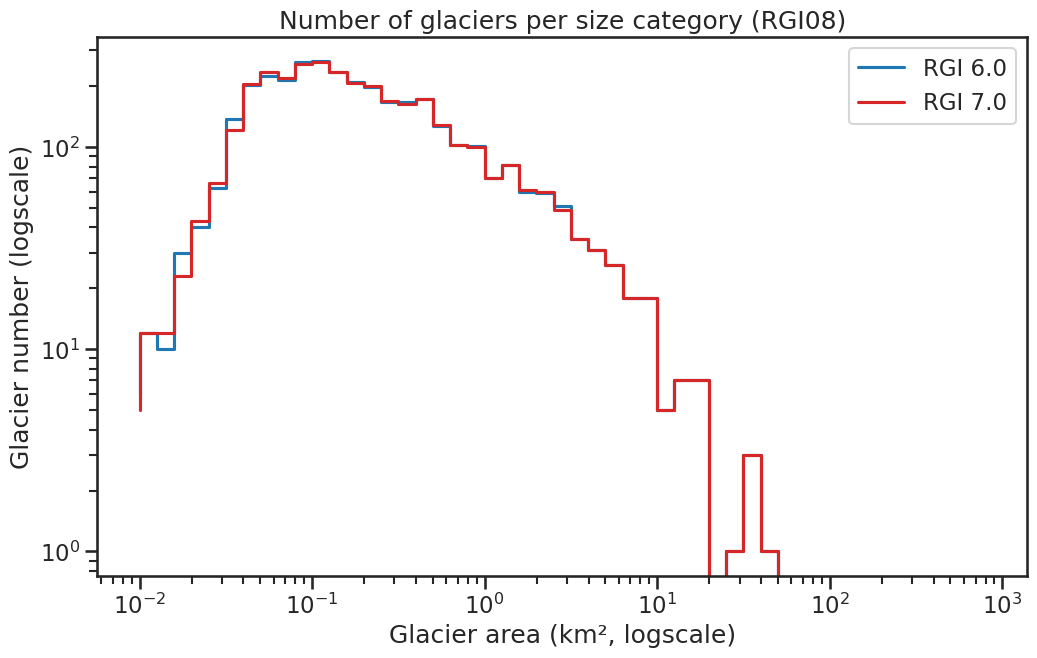 Number of glaciers per size category (RGI08)
RGI 6.0
RGI 7.0
Glacier number (logscale)
10²
10¹
10⁰
10⁻² 10⁻¹ 10⁰ 10¹ 10² 10³
Glacier area (km², logscale)